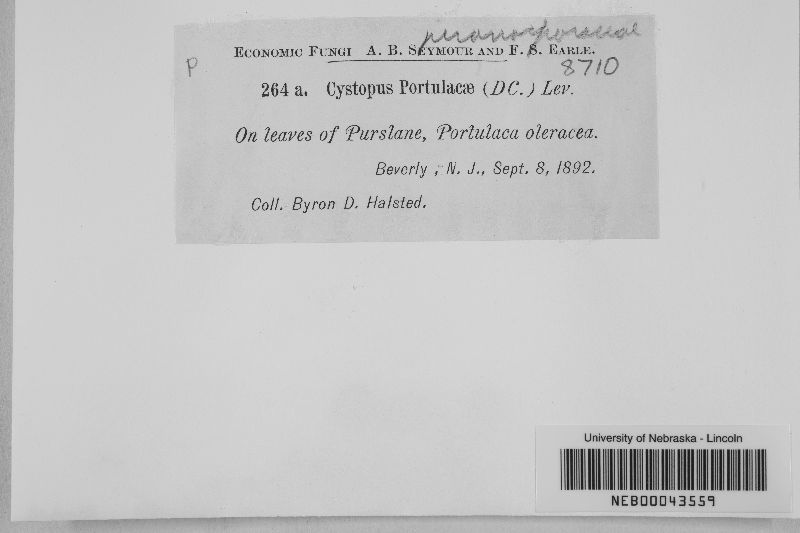 peronosporaceae
P
ECONOMIC FUNGI A. B. SEYMOUR AND F. S. EARLE.
8710
264 a. Cystopus Portulacæ (DC.) Lev.
On leaves of Purslane, Portulaca oleracea.
Beverly, N. J., Sept. 8, 1892.
Coll. Byron D. Halsted.
University of Nebraska - Lincoln
NEB00043559